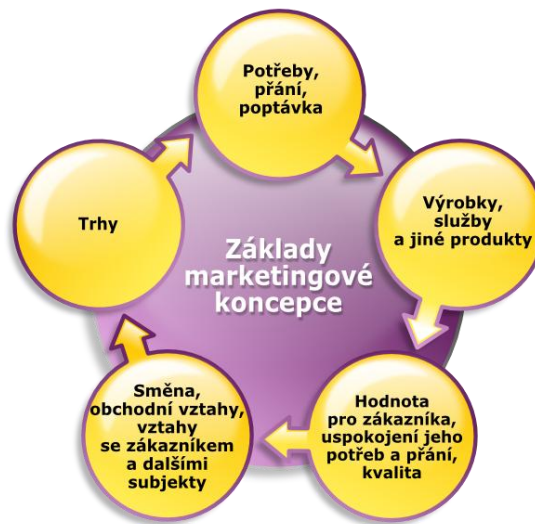 Potřeby,
přání,
poptávka
Výrobky,
služby
a jiné produkty
Hodnota
pro zákazníka,
uspokojení jeho
potřeb a přání,
kvalita
Směna,
obchodní vztahy,
vztahy
se zákazníkem
a dalšími
subjekty
Trhy
Základy
marketingové
koncepce